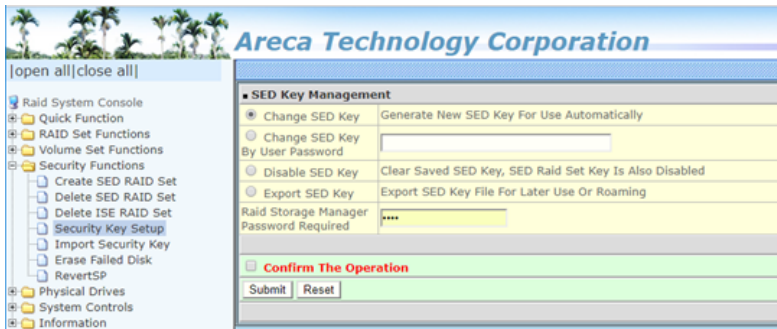 Areca Technology Corporation
|open all|close all|
Raid System Console
Quick Function
RAID Set Functions
Volume Set Functions
Security Functions
Create SED RAID Set
Delete SED RAID Set
Delete ISE RAID Set
Security Key Setup
Import Security Key
Erase Failed Disk
RevertSP
Physical Drives
System Controls
Information
SED Key Management
Change SED Key Generate New SED Key For Use Automatically
Change SED Key
By User Password
Disable SED Key Clear Saved SED Key, SED Raid Set Key Is Also Disabled
Export SED Key Export SED Key File For Later Use Or Roaming
Raid Storage Manager
Password Required ••••
Confirm The Operation
Submit Reset